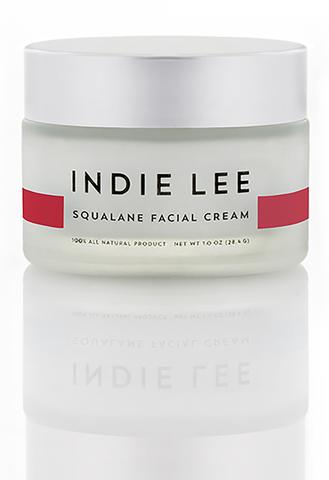 INDIE LEE
SQUALANE FACIAL CREAM
100% ALL NATURAL PRODUCT NET WT 1.0 OZ (28.4 G)